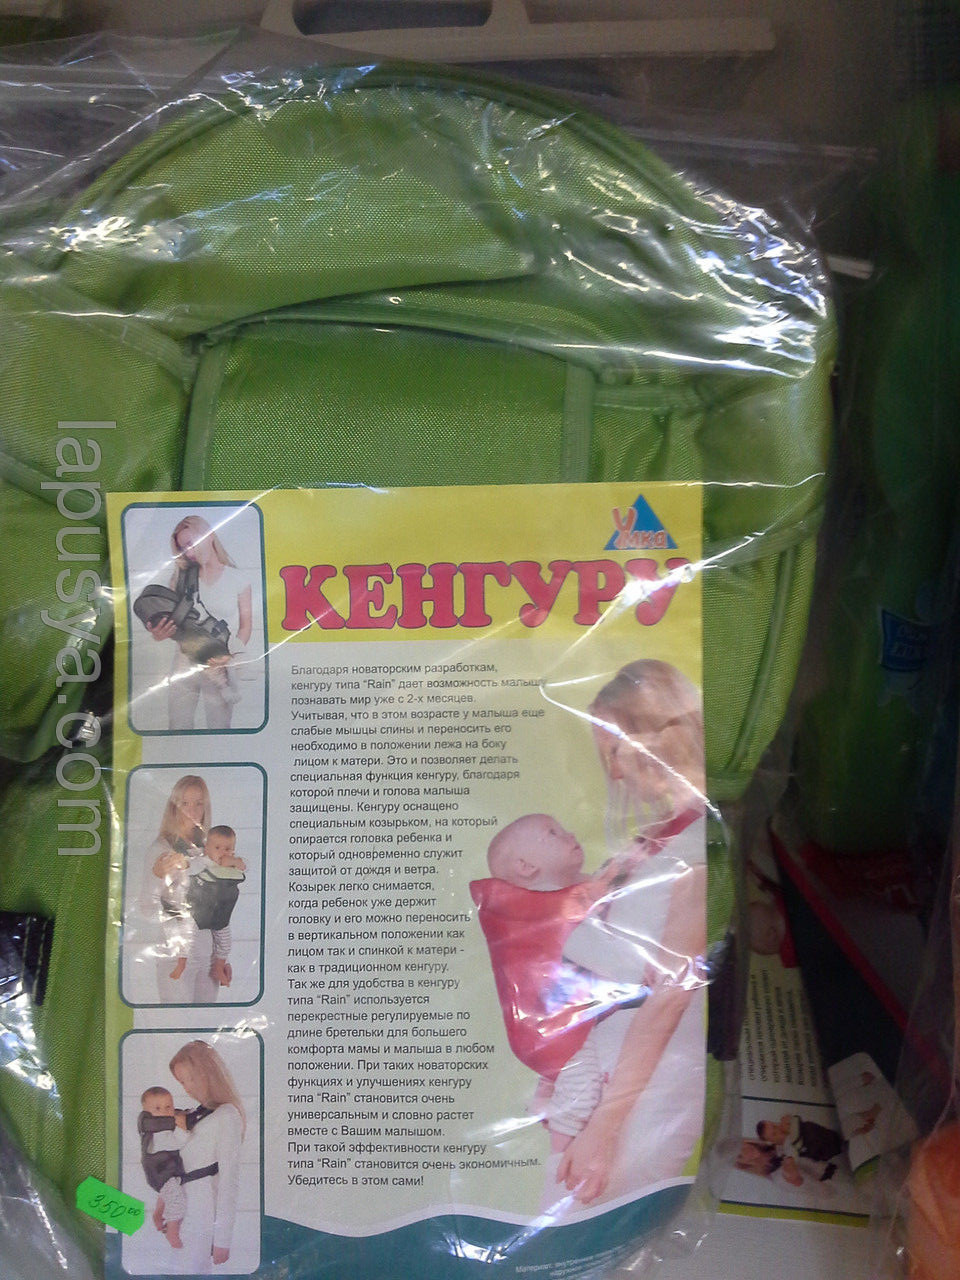 Умка
КЕНГУРУ
Благодаря новаторским разработкам,
кенгуру типа "Rain" дает возможность малышу
познавать мир уже с 2-х месяцев.
Учитывая, что в этом возрасте у малыша еще
слабые мышцы спины и переносить его
необходимо в положении лежа на боку
лицом к матери. Это и позволяет делать
специальная функция кенгуру, благодаря
которой плечи и голова малыша
защищены. Кенгуру оснащено
специальным козырьком, на который
опирается головка ребенка и
который одновременно служит
защитой от дождя и ветра.
Козырек легко снимается,
когда ребенок уже держит
головку и его можно переносить
в вертикальном положении как
лицом так и спинкой к матери -
как в традиционном кенгуру.
Так же для удобства в кенгуру
типа "Rain" используется
перекрестные регулируемые по
длине бретельки для большего
комфорта мамы и малыша в любом
положении. При таких новаторских
функциях и улучшениях кенгуру
типа "Rain" становится очень
универсальным и словно растет
вместе с Вашим малышом.
При такой эффективности кенгуру
типа "Rain" становится очень экономичным.
Убедитесь в этом сами!
350.00
Материал: внутреннее
lapusya.com